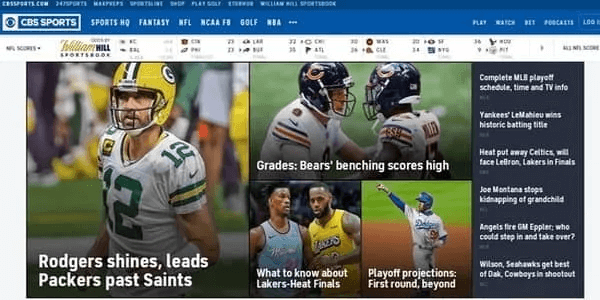 CBSSPORTS.COM 247SPORTS MAXPREPS SPORTSLINE SHOP PLAY GOLF STUBHUB WILLIAM HILL SPORTSBOOK
CBS SPORTS SPORTS HQ FANTASY NFL NCAA FB GOLF NBA ••• PLAY WATCH BET PODCASTS LOG
NFL SCORES
William HILL
SPORTSBOOK
KC
BAL
PHI 23
LAR 32
BUF 35
CHI 30
ATL 26
WAS 20
CLE 34
SF 36
NYG 9
HOU
PIT
ALL NFL SCORE
Rodgers shines, leads
Packers past Saints
Grades: Bears' benching scores high
What to know about
Lakers-Heat Finals
Playoff projections:
First round, beyond
Complete MLB playoff
schedule, time and TV info
MLB
Yankees' LeMahieu wins
historic batting title
MLB
Heat put away Celtics, will
face LeBron, Lakers in Finals
NBA
Joe Montana stops
kidnapping of grandchild
NFL
Angels fire GM Eppler; who
could step in and take over?
MLB
Wilson, Seahawks get best
of Dak, Cowboys in shootout
NFL